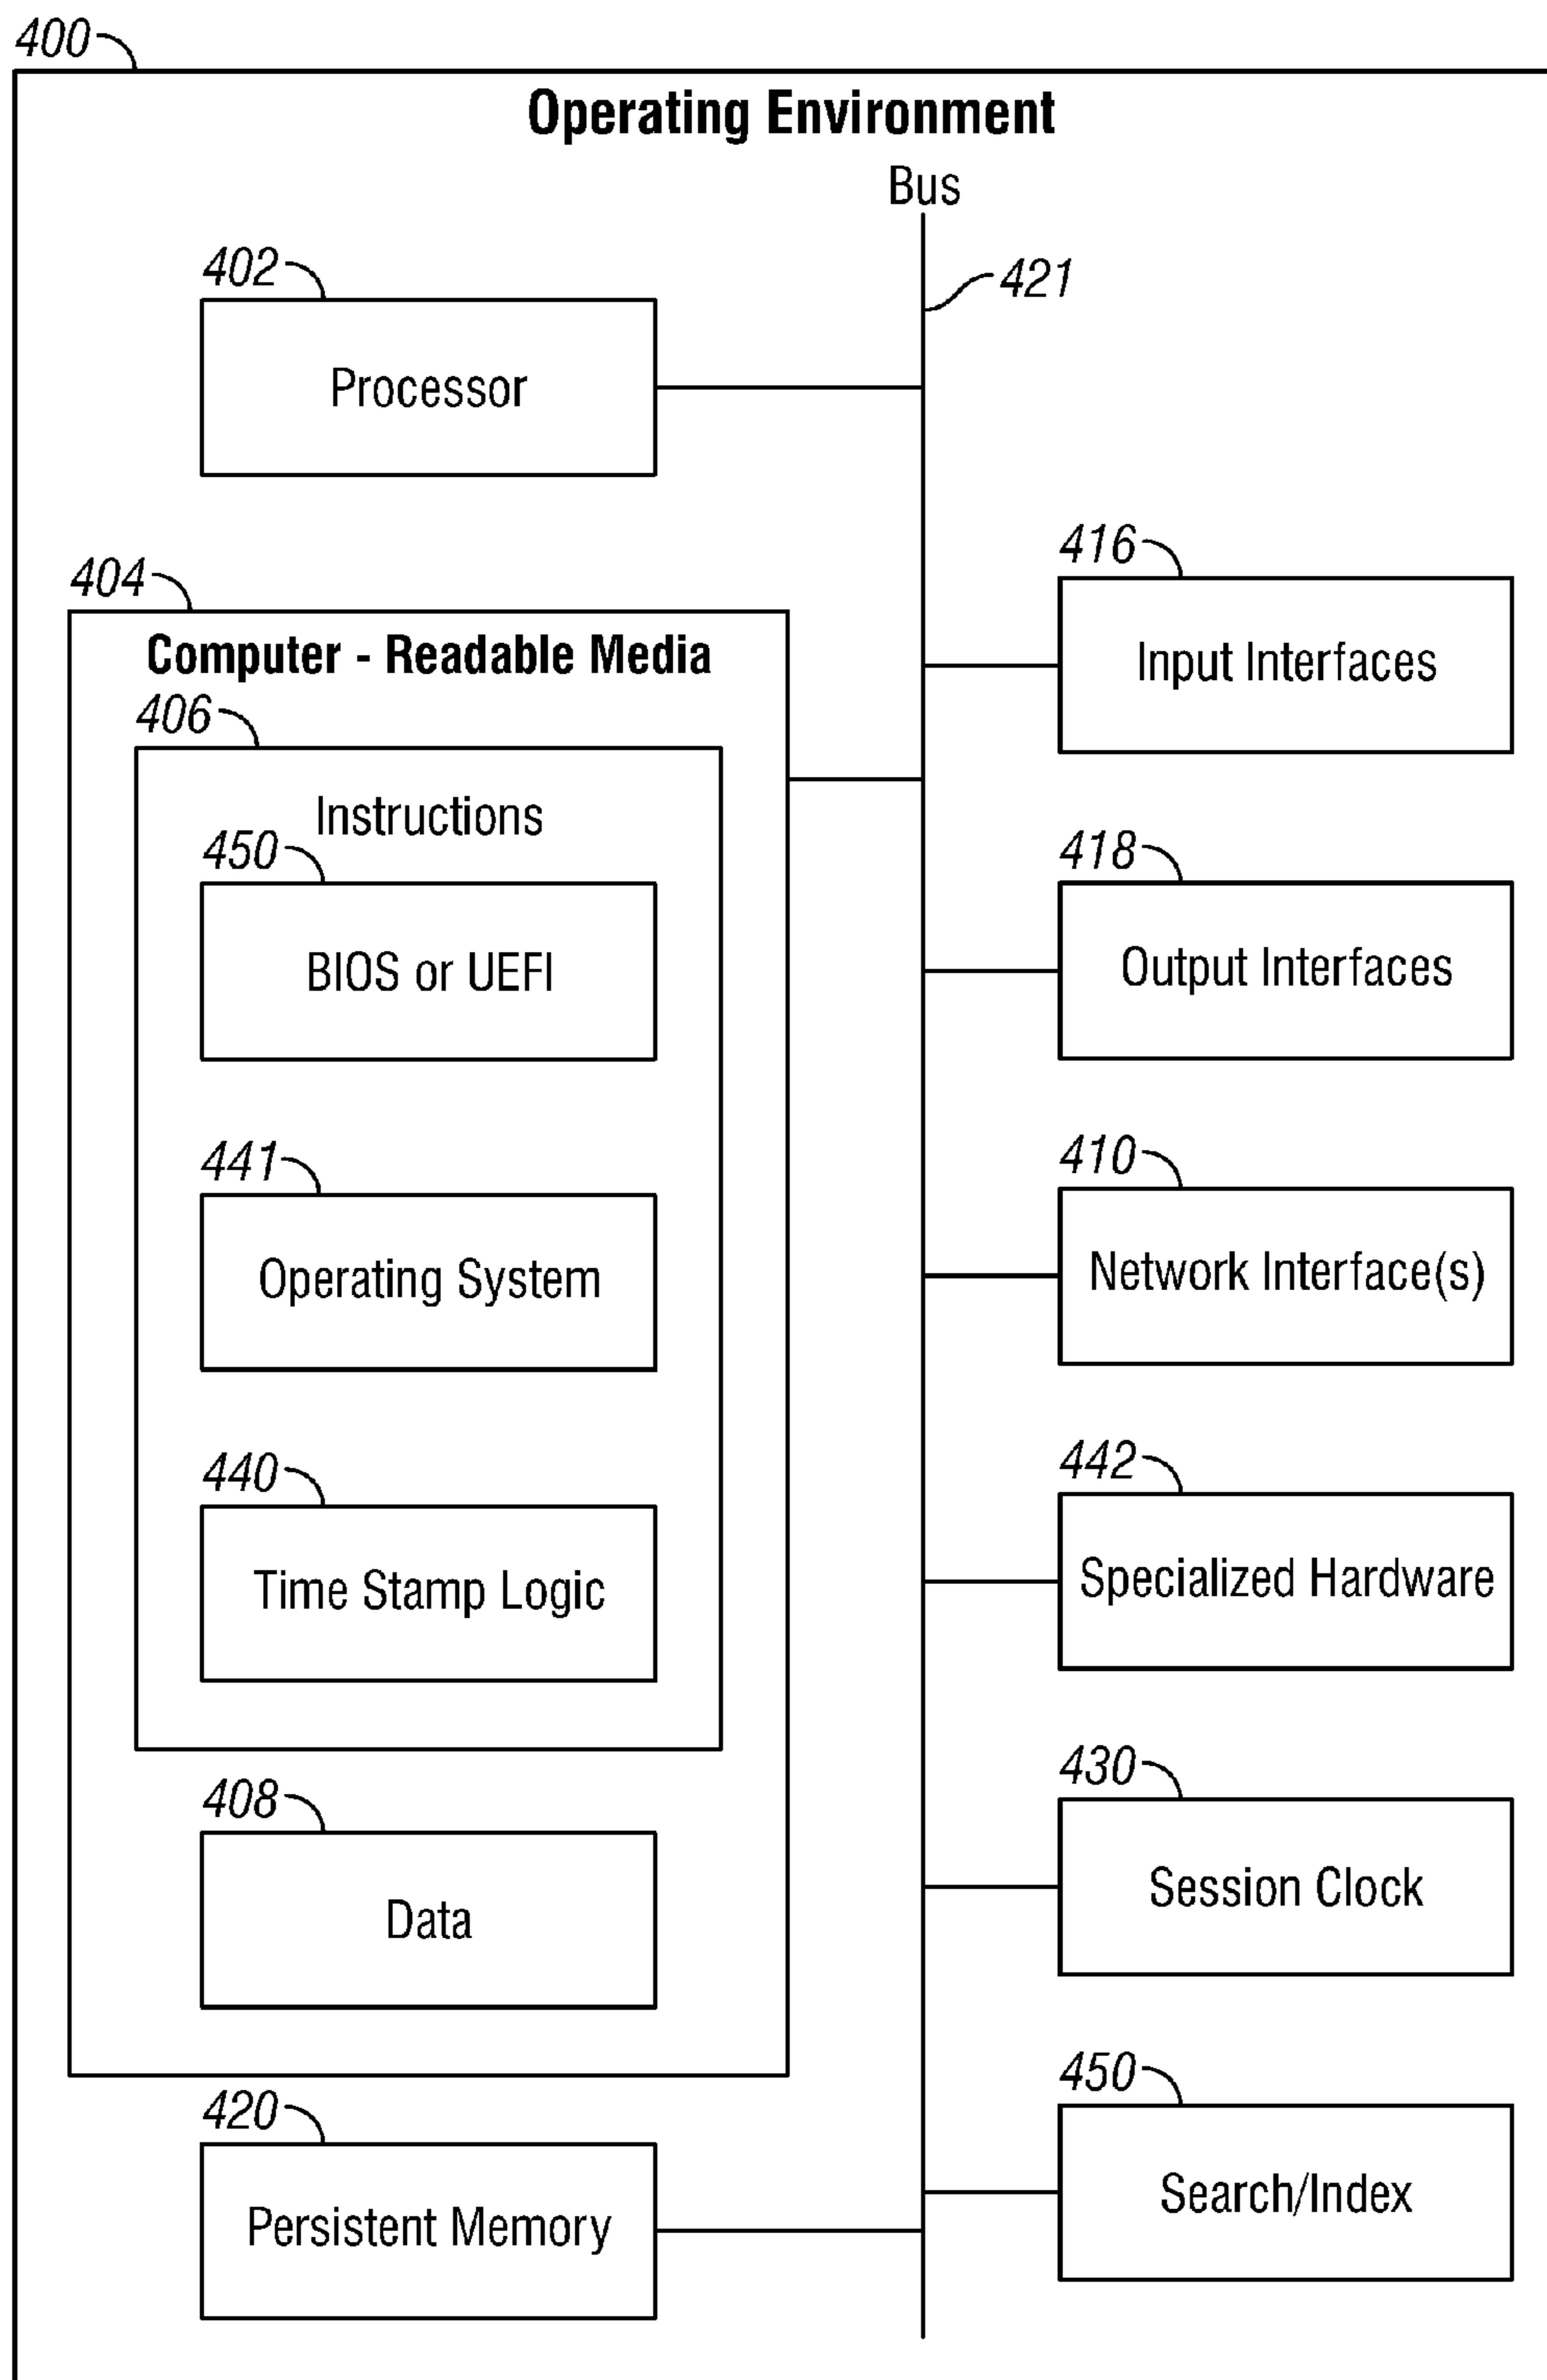 400
Operating Environment
Bus
421
402
Processor
404
Computer - Readable Media
406
Instructions
450
BIOS or UEFI
441
Operating System
440
Time Stamp Logic
408
Data
420
Persistent Memory
416
Input Interfaces
418
Output Interfaces
410
Network Interface(s)
442
Specialized Hardware
430
Session Clock
450
Search/Index